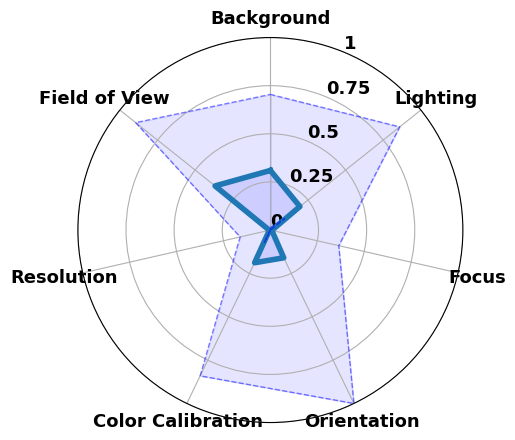 Background
1
0.75
Field of View
Lighting
0.5
0.25
0
Resolution
Focus
Color Calibration
Orientation